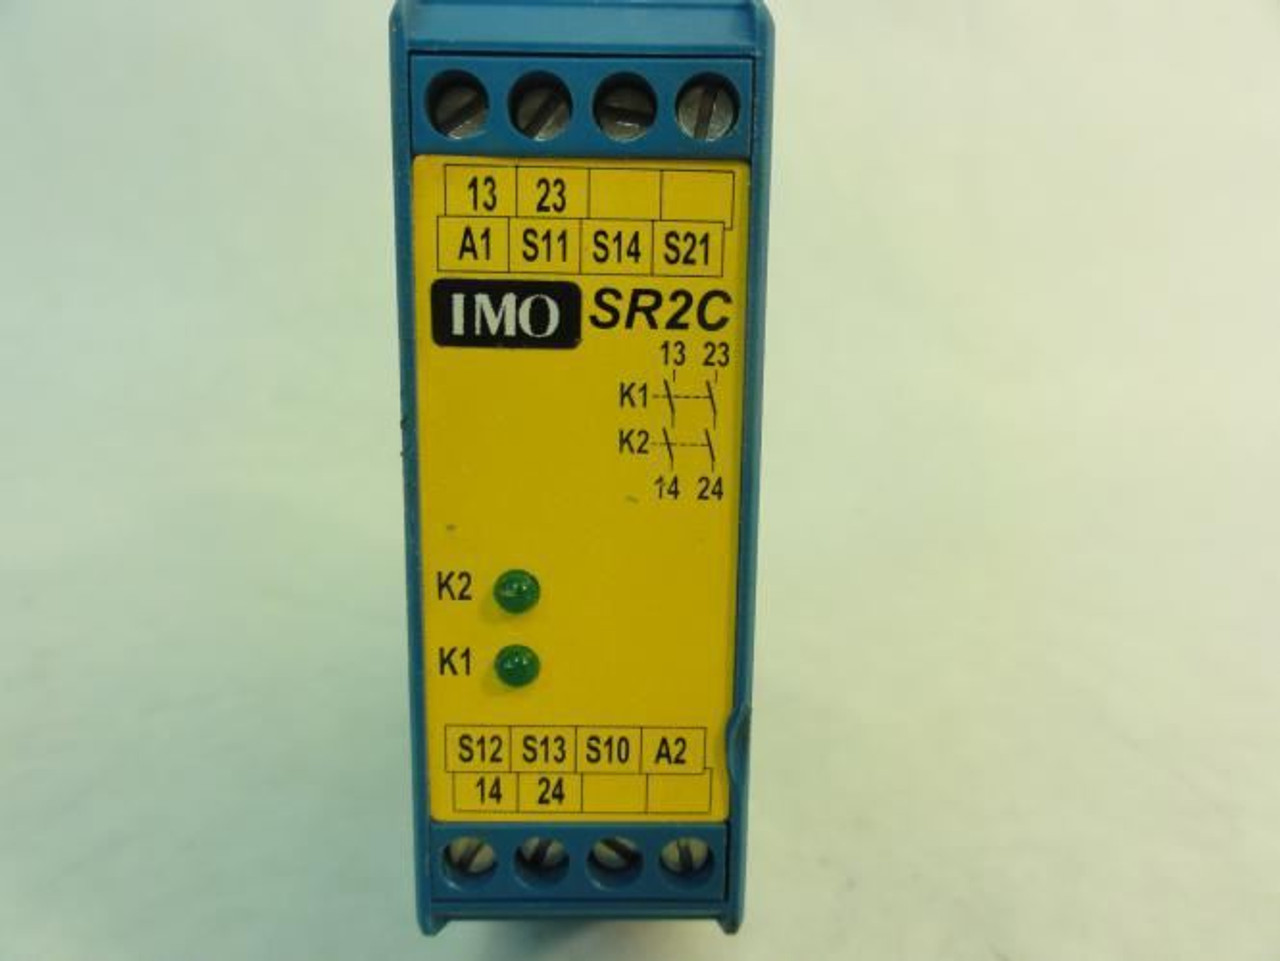 13 23
A1 S11 S14 S21
IMO SR2C
13 23
K1
K2
14 24
K2
K1
S12 S13 S10 A2
14 24